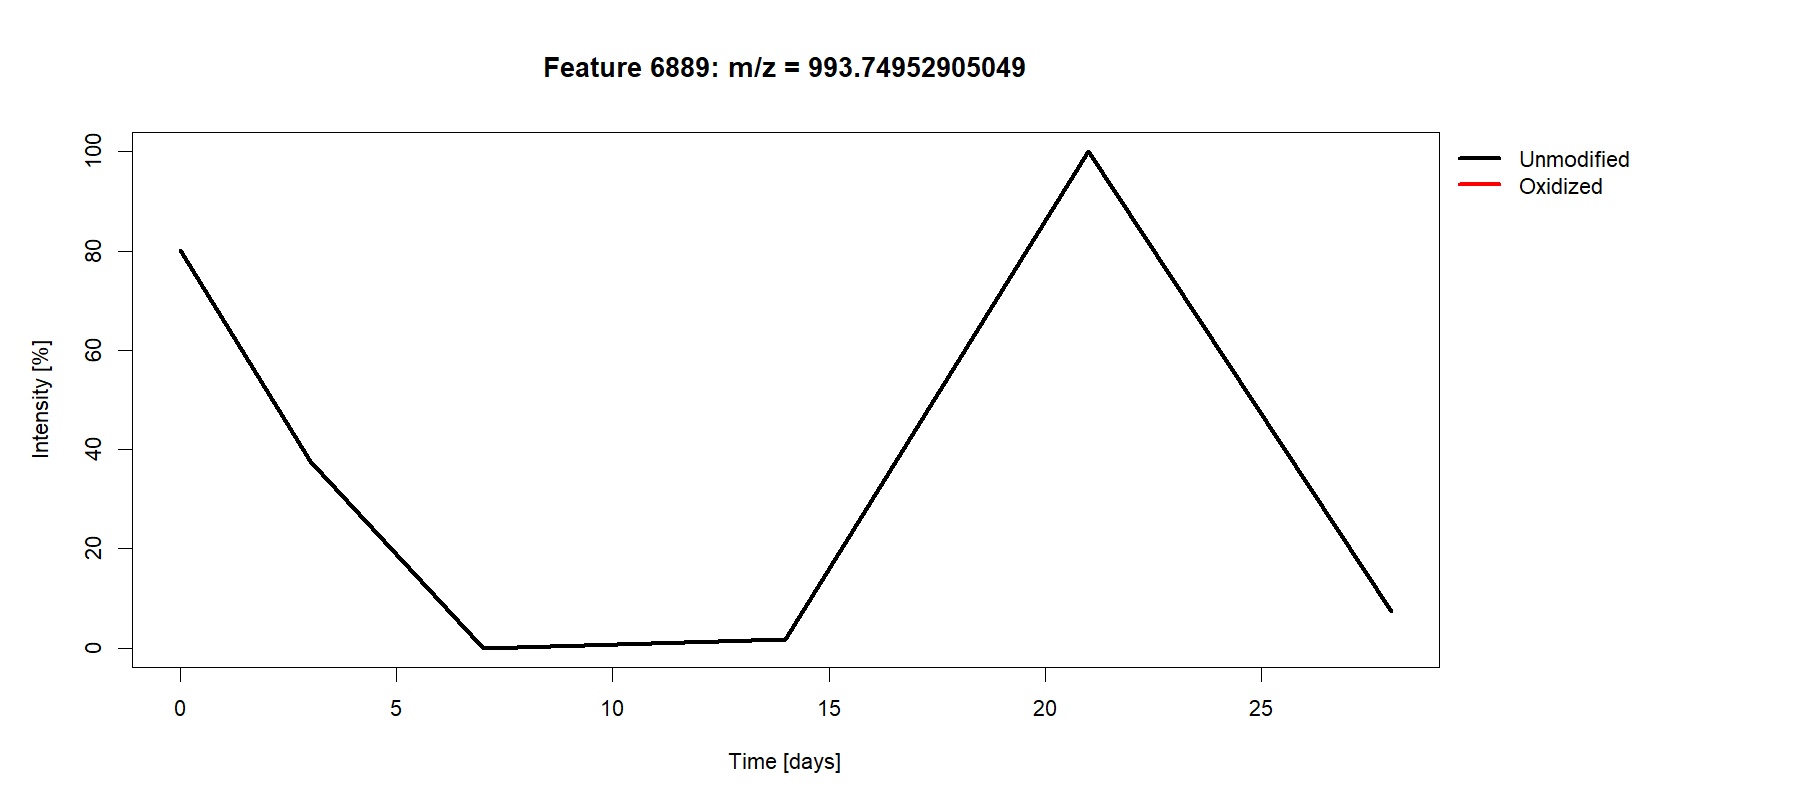 Feature 6889: m/z = 993.74952905049
Unmodified
Oxidized
Intensity [%]
100
80
60
40
20
0
0 5 10 15 20 25
Time [days]